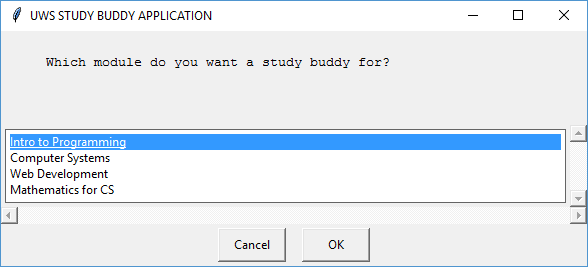 UWS STUDY BUDDY APPLICATION
Which module do you want a study buddy for?
Intro to Programming
Computer Systems
Web Development
Mathematics for CS
Cancel OK